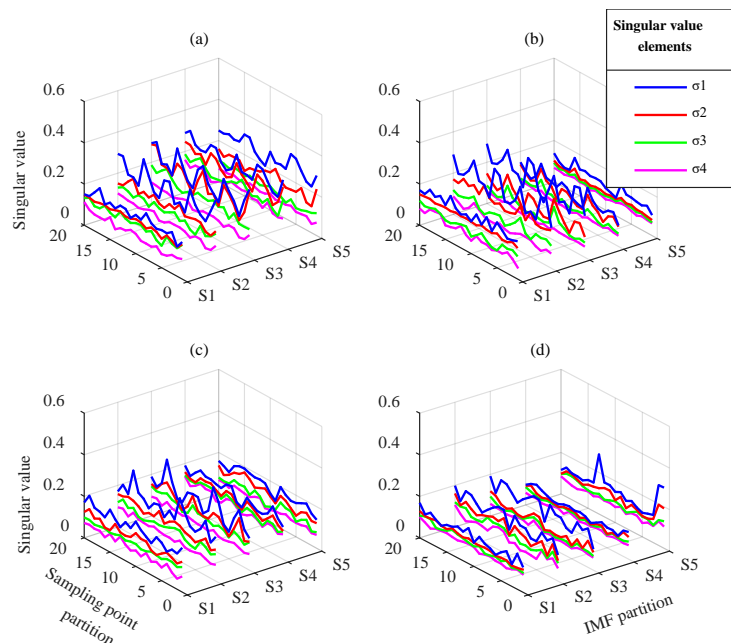 (a)
(b)
Singular value
elements
σ1
σ2
σ3
σ4
0.6
0.4
0.2
0
Singular value
20
15
10
5
0
S1
S2
S3
S4
S5
0.6
0.4
0.2
0
20
15
10
5
0
S1
S2
S3
S4
S5
(c)
(d)
0.6
0.4
0.2
0
Singular value
20
15
10
5
0
S1
S2
S3
S4
S5
Sampling point
partition
0.6
0.4
0.2
0
20
15
10
5
0
S1
S2
S3
S4
S5
IMF partition